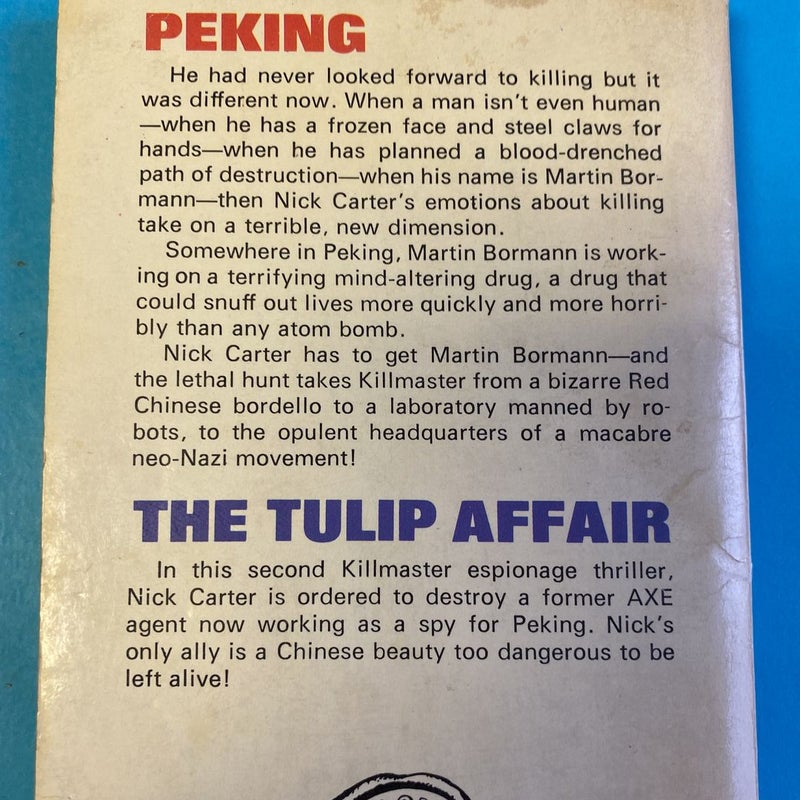 PEKING
He had never looked forward to killing but it
was different now. When a man isn't even human
—when he has a frozen face and steel claws for
hands—when he has planned a blood-drenched
path of destruction—when his name is Martin Bor-
mann—then Nick Carter's emotions about killing
take on a terrible, new dimension.
Somewhere in Peking, Martin Bormann is work-
ing on a terrifying mind-altering drug, a drug that
could snuff out lives more quickly and more horri-
bly than any atom bomb.
Nick Carter has to get Martin Bormann—and
the lethal hunt takes Killmaster from a bizarre Red
Chinese bordello to a laboratory manned by ro-
bots, to the opulent headquarters of a macabre
neo-Nazi movement!
THE TULIP AFFAIR
In this second Killmaster espionage thriller,
Nick Carter is ordered to destroy a former AXE
agent now working as a spy for Peking. Nick's
only ally is a Chinese beauty too dangerous to be
left alive!